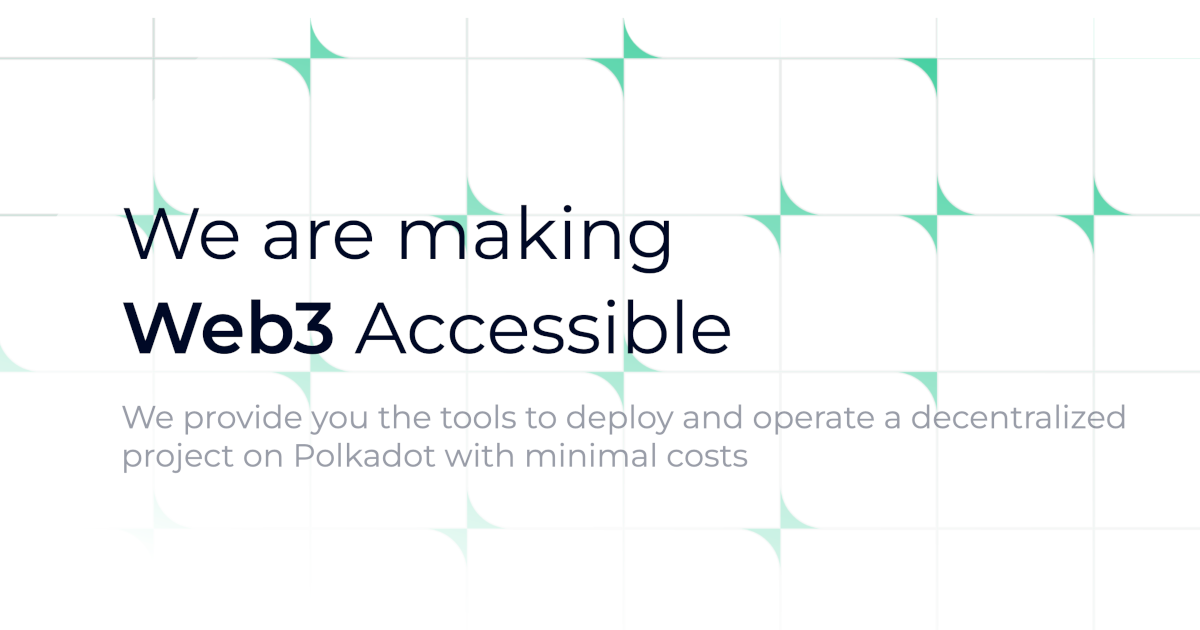 We are making
Web3 Accessible
We provide you the tools to deploy and operate a decentralized
project on Polkadot with minimal costs